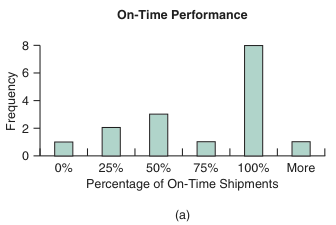 On-Time Performance
Frequency
8
6
4
2
0
0% 25% 50% 75% 100% More
Percentage of On-Time Shipments
(a)